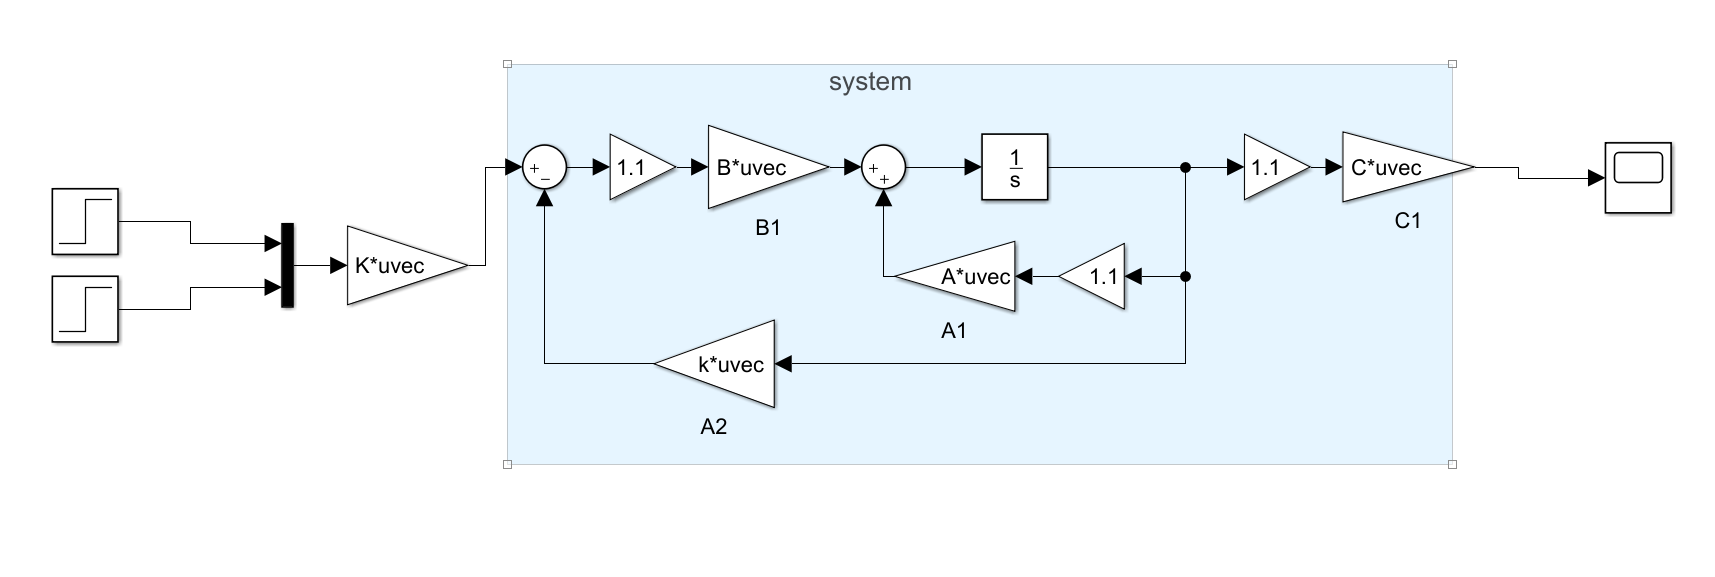 system
+
−
1.1
B*uvec
B1
+
+
1
s
1.1
C*uvec
C1
K*uvec
A*uvec
1.1
A1
k*uvec
A2